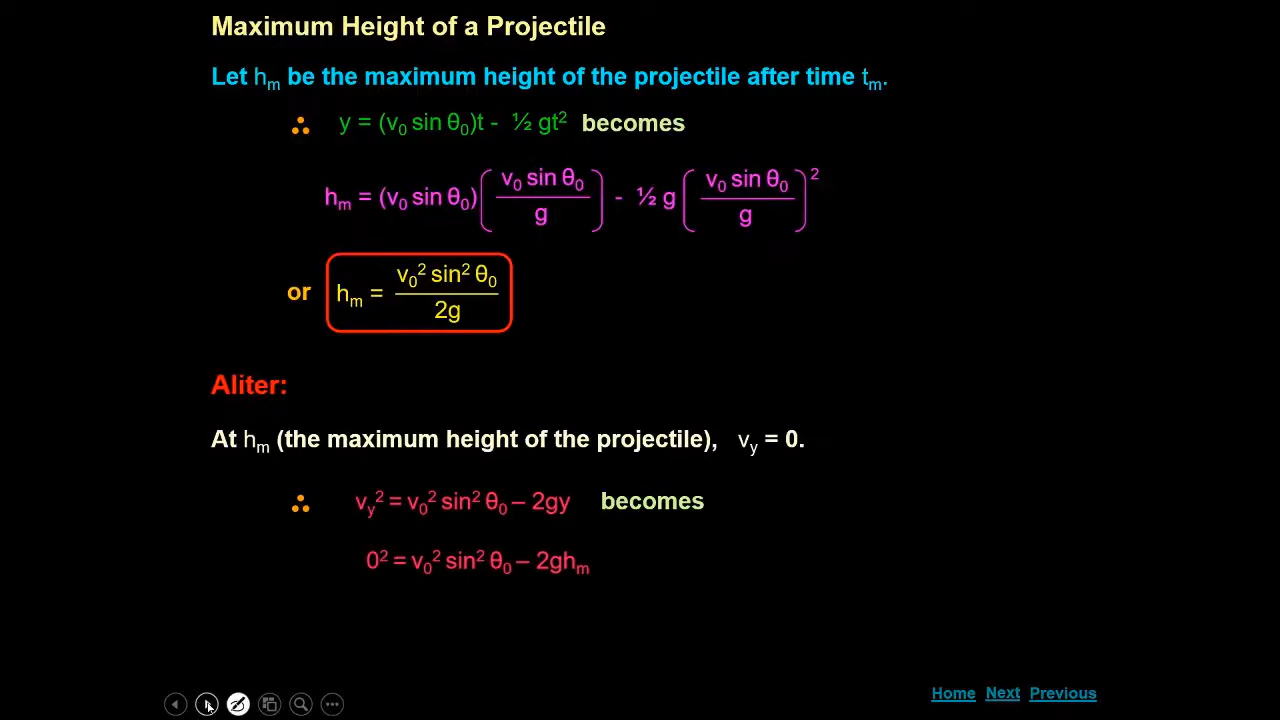 Maximum Height of a Projectile
Let hₘ be the maximum height of the projectile after time tₘ.
∴ y = (v₀ sin θ₀)t - ½ gt² becomes
hₘ = (v₀ sin θ₀) (v₀ sin θ₀ / g) - ½ g (v₀ sin θ₀ / g)²
or hₘ = v₀² sin² θ₀ / 2g
Aliter:
At hₘ (the maximum height of the projectile), vᵧ = 0.
∴ vᵧ² = v₀² sin² θ₀ – 2gy becomes
0² = v₀² sin² θ₀ – 2ghₘ
Home Next Previous